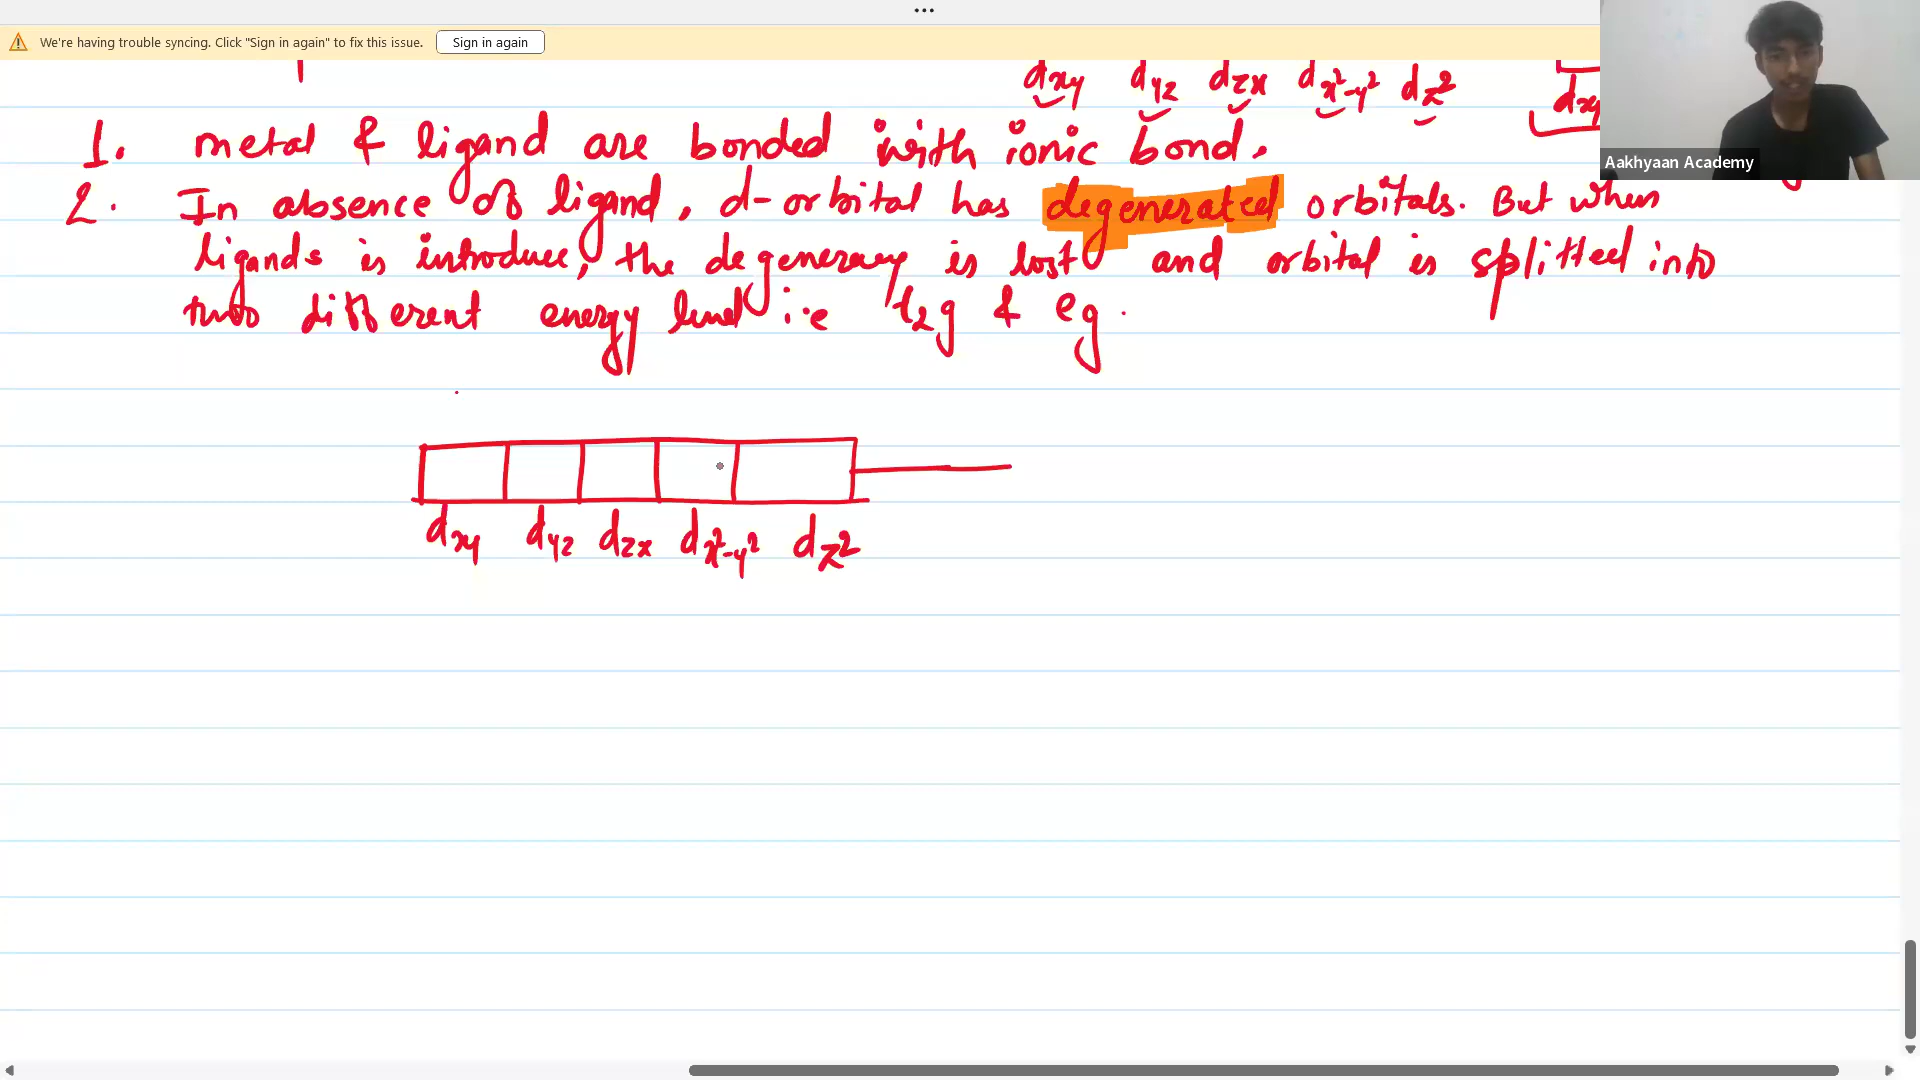 We're having trouble syncing. Click "Sign in again" to fix this issue. Sign in again
dxy dyz dzx dx²-y² dz² dxy
Aakhyaan Academy
1. metal & ligand are bonded with ionic bond.
2. In absence of ligand, d-orbital has degenerated orbitals. But when
ligands is introduce, the degeneracy is lost and orbital is splitted into
two different energy level i.e t2g & eg.
dxy dyz dzx dx²-y² dz²